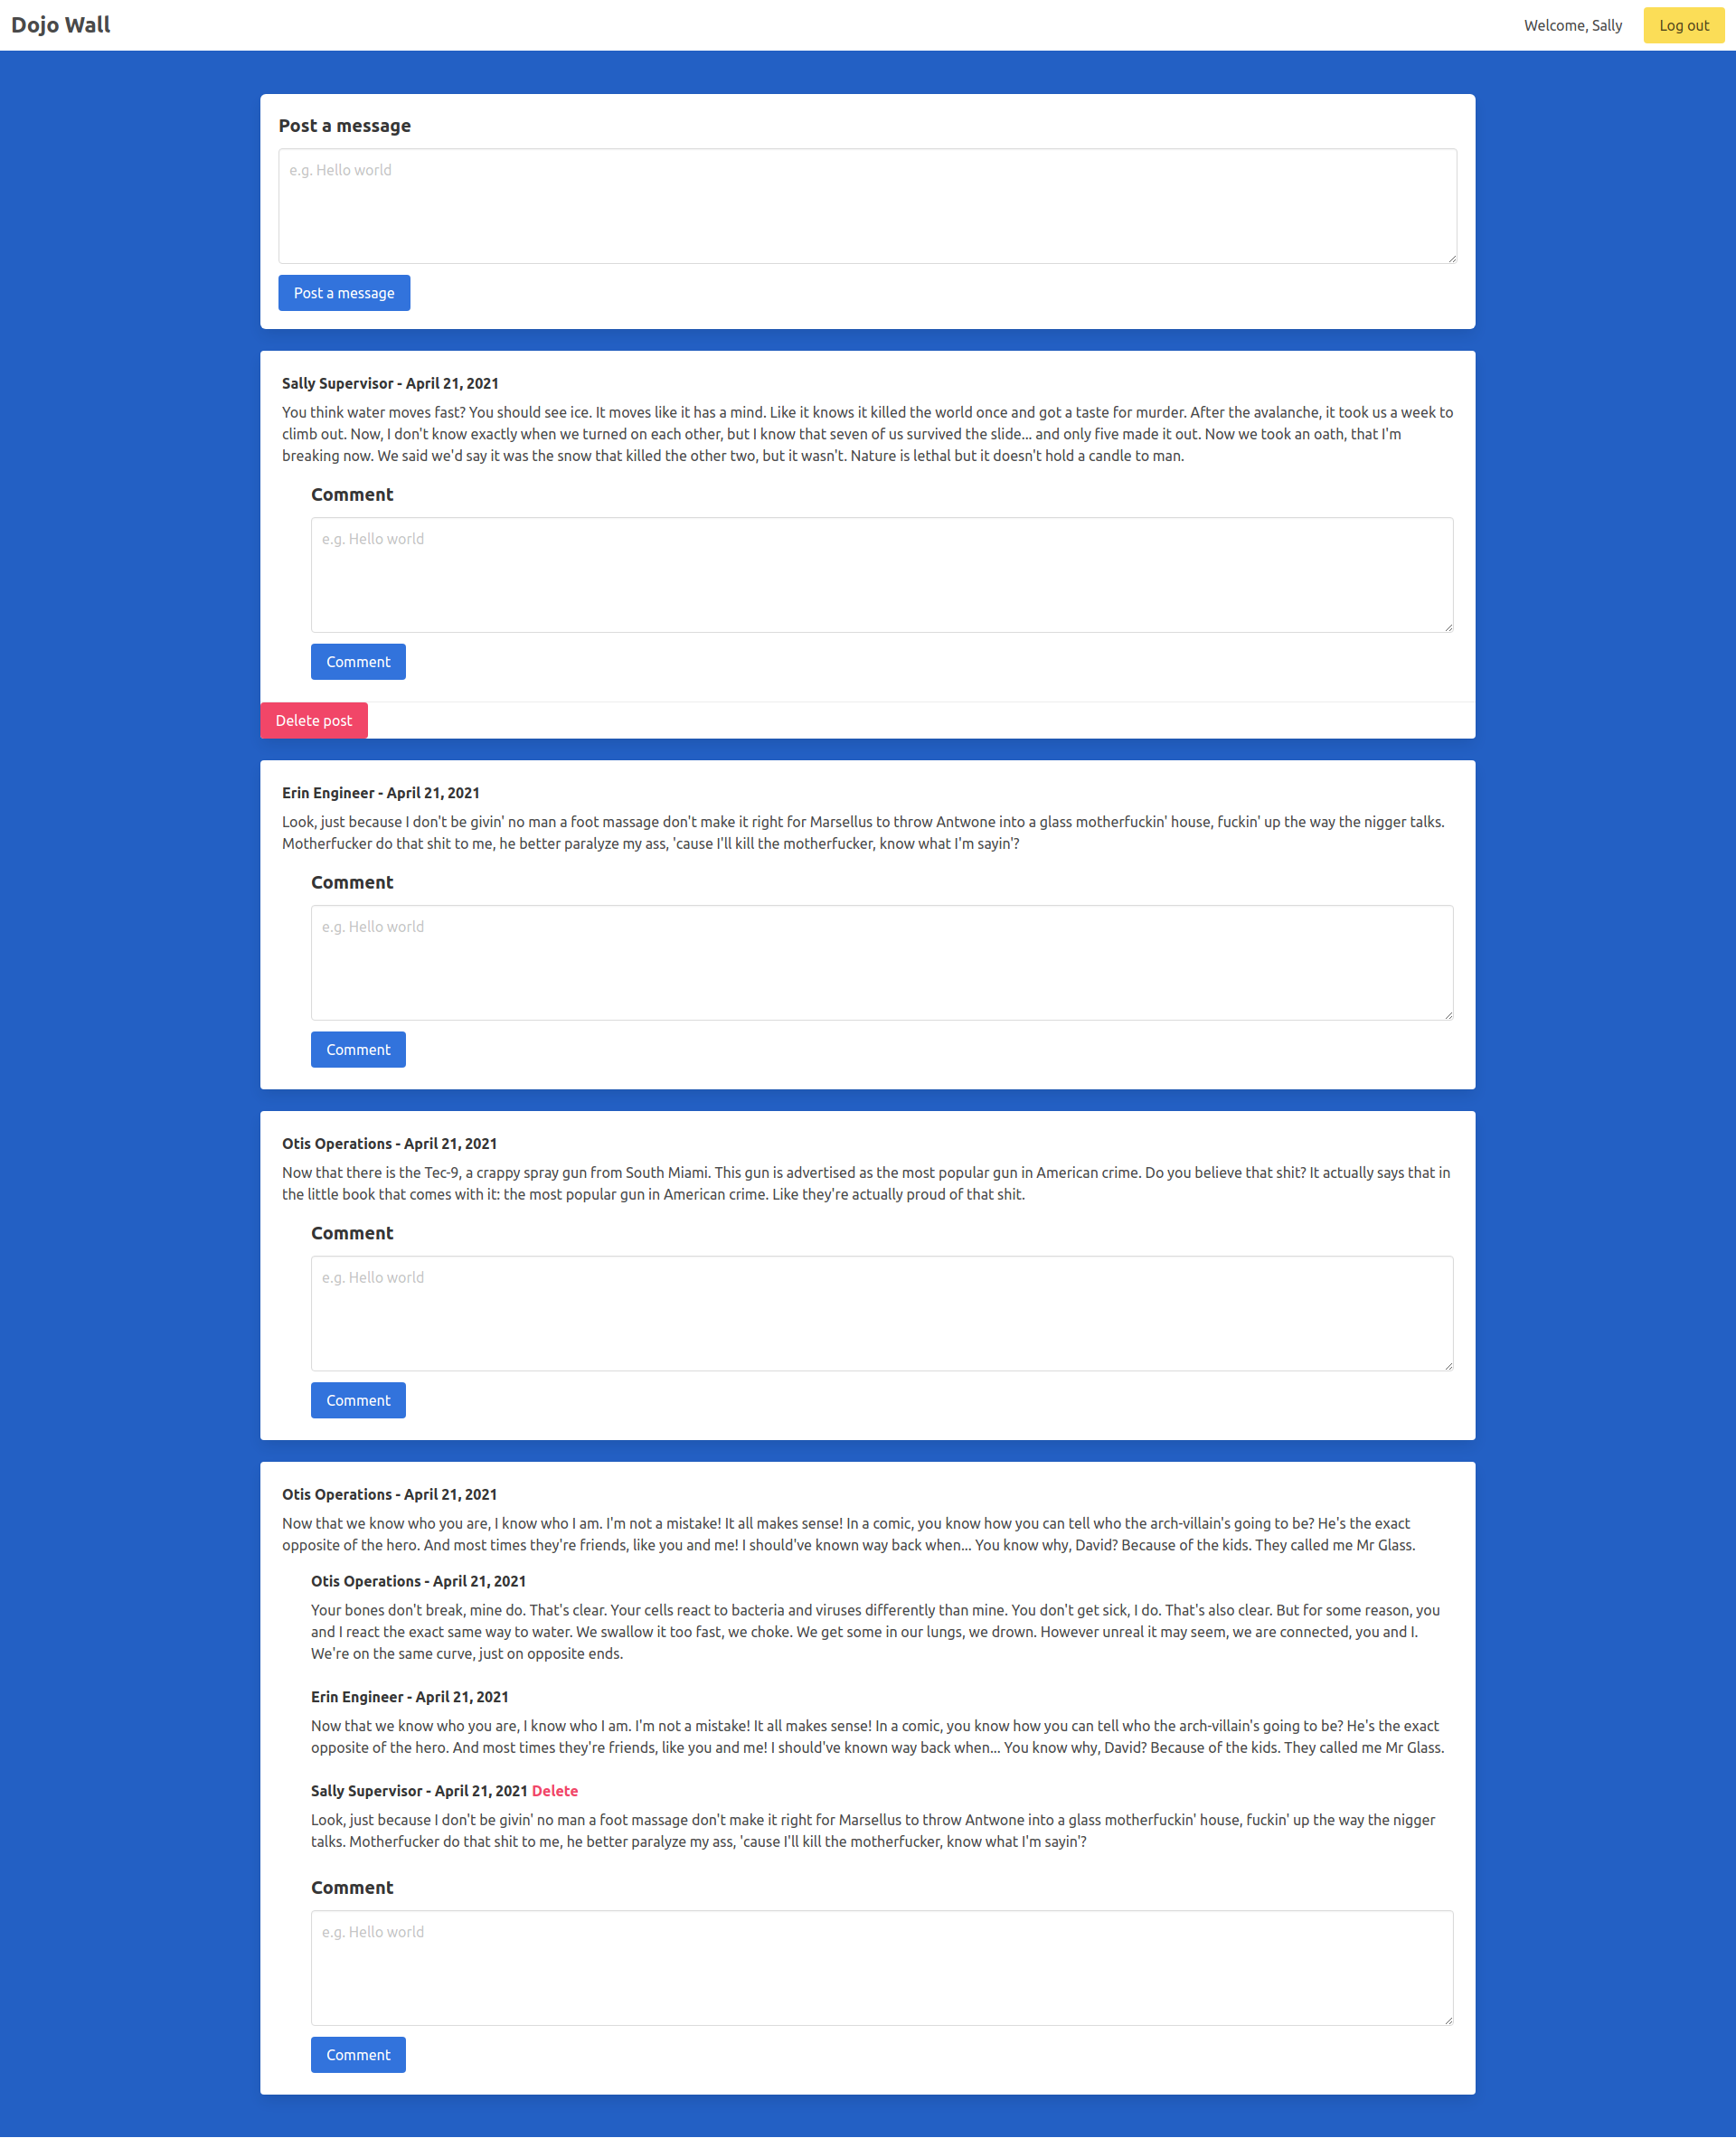 Dojo Wall
Welcome, Sally
Log out
Post a message
e.g. Hello world
Post a message
Sally Supervisor - April 21, 2021
You think water moves fast? You should see ice. It moves like it has a mind. Like it knows it killed the world once and got a taste for murder. After the avalanche, it took us a week to
climb out. Now, I don't know exactly when we turned on each other, but I know that seven of us survived the slide... and only five made it out. Now we took an oath, that I'm
breaking now. We said we'd say it was the snow that killed the other two, but it wasn't. Nature is lethal but it doesn't hold a candle to man.
Comment
e.g. Hello world
Comment
Delete post
Erin Engineer - April 21, 2021
Look, just because I don't be givin' no man a foot massage don't make it right for Marsellus to throw Antwone into a glass motherfuckin' house, fuckin' up the way the nigger talks.
Motherfucker do that shit to me, he better paralyze my ass, 'cause I'll kill the motherfucker, know what I'm sayin'?
Comment
e.g. Hello world
Comment
Otis Operations - April 21, 2021
Now that there is the Tec-9, a crappy spray gun from South Miami. This gun is advertised as the most popular gun in American crime. Do you believe that shit? It actually says that in
the little book that comes with it: the most popular gun in American crime. Like they're actually proud of that shit.
Comment
e.g. Hello world
Comment
Otis Operations - April 21, 2021
Now that we know who you are, I know who I am. I'm not a mistake! It all makes sense! In a comic, you know how you can tell who the arch-villain's going to be? He's the exact
opposite of the hero. And most times they're friends, like you and me! I should've known way back when... You know why, David? Because of the kids. They called me Mr Glass.
Otis Operations - April 21, 2021
Your bones don't break, mine do. That's clear. Your cells react to bacteria and viruses differently than mine. You don't get sick, I do. That's also clear. But for some reason, you
and I react the exact same way to water. We swallow it too fast, we choke. We get some in our lungs, we drown. However unreal it may seem, we are connected, you and I.
We're on the same curve, just on opposite ends.
Erin Engineer - April 21, 2021
Now that we know who you are, I know who I am. I'm not a mistake! It all makes sense! In a comic, you know how you can tell who the arch-villain's going to be? He's the exact
opposite of the hero. And most times they're friends, like you and me! I should've known way back when... You know why, David? Because of the kids. They called me Mr Glass.
Sally Supervisor - April 21, 2021 Delete
Look, just because I don't be givin' no man a foot massage don't make it right for Marsellus to throw Antwone into a glass motherfuckin' house, fuckin' up the way the nigger
talks. Motherfucker do that shit to me, he better paralyze my ass, 'cause I'll kill the motherfucker, know what I'm sayin'?
Comment
e.g. Hello world
Comment